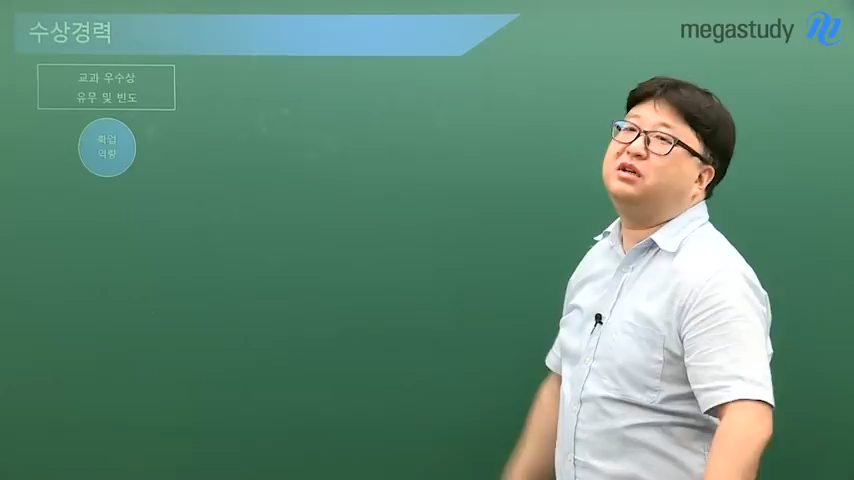 수상경력
megastudy
교과 우수상
유무 및 빈도
학업
역량